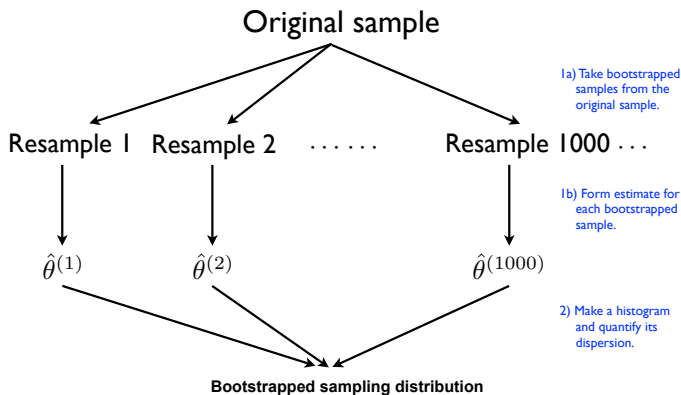 Original sample
1a) Take bootstrapped
samples from the
original sample.
Resample 1 Resample 2 ...... Resample 1000 ...
1b) Form estimate for
each bootstrapped
sample.
θ̂⁽¹⁾ θ̂⁽²⁾ θ̂⁽¹⁰⁰⁰⁾
2) Make a histogram
and quantify its
dispersion.
Bootstrapped sampling distribution